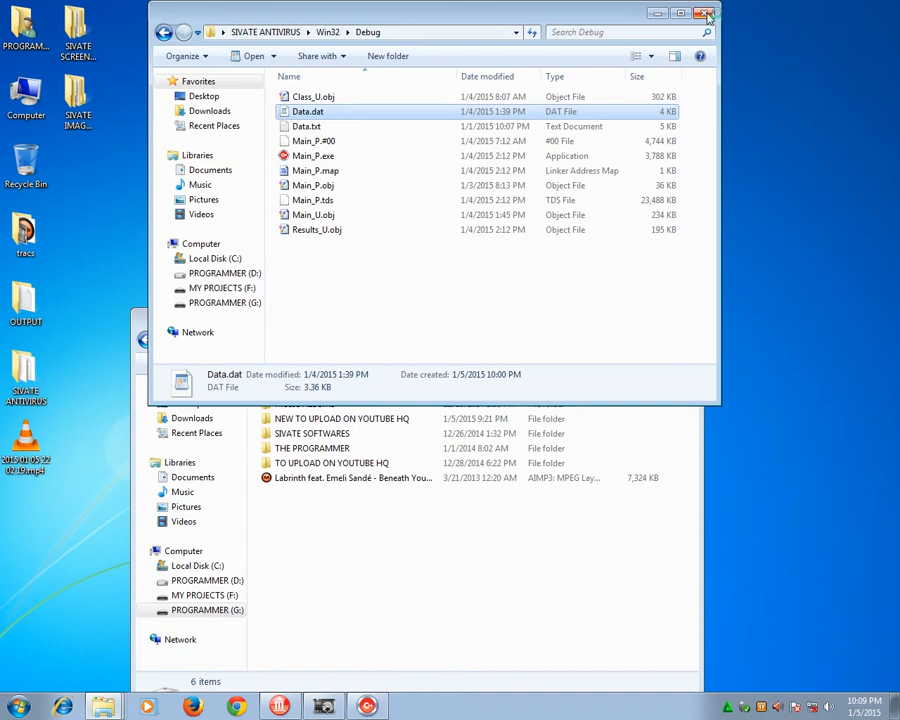 PROGRAM...
SIVATE
SCREEN...
Computer
SIVATE
IMAG...
Recycle Bin
tracs
OUTPUT
SIVATE
ANTIVIRUS
2015 01 05 22
02 19.mp4
SIVATE ANTIVIRUS Win32 Debug
Search Debug
Organize Open Share with New folder
Favorites
Desktop
Downloads
Recent Places
Libraries
Documents
Music
Pictures
Videos
Computer
Local Disk (C:)
PROGRAMMER (D:)
MY PROJECTS (F:)
PROGRAMMER (G:)
Network
Name Date modified Type Size
Class_U.obj 1/4/2015 8:07 AM Object File 302 KB
Data.dat 1/4/2015 1:39 PM DAT File 4 KB
Data.txt 1/1/2015 10:07 PM Text Document 5 KB
Main_P.#00 1/4/2015 7:12 AM #00 File 4,744 KB
Main_P.exe 1/4/2015 2:12 PM Application 3,788 KB
Main_P.map 1/4/2015 2:12 PM Linker Address Map 1 KB
Main_P.obj 1/3/2015 8:13 PM Object File 36 KB
Main_P.tds 1/4/2015 2:12 PM TDS File 23,488 KB
Main_U.obj 1/4/2015 1:45 PM Object File 234 KB
Results_U.obj 1/4/2015 2:12 PM Object File 195 KB
Data.dat Date modified: 1/4/2015 1:39 PM Date created: 1/5/2015 10:00 PM
DAT File Size: 3.36 KB
Downloads
Recent Places
Libraries
Documents
Music
Pictures
Videos
Computer
Local Disk (C:)
PROGRAMMER (D:)
MY PROJECTS (F:)
PROGRAMMER (G:)
Network
NEW TO UPLOAD ON YOUTUBE HQ 1/5/2015 9:21 PM File folder
SIVATE SOFTWARES 12/26/2014 1:32 PM File folder
THE PROGRAMMER 1/1/2014 8:02 AM File folder
TO UPLOAD ON YOUTUBE HQ 12/28/2014 6:22 PM File folder
Labrinth feat. Emeli Sandé - Beneath You... 3/21/2013 12:20 AM AIMP3: MPEG Lay... 7,324 KB
6 items
10:09 PM
1/5/2015